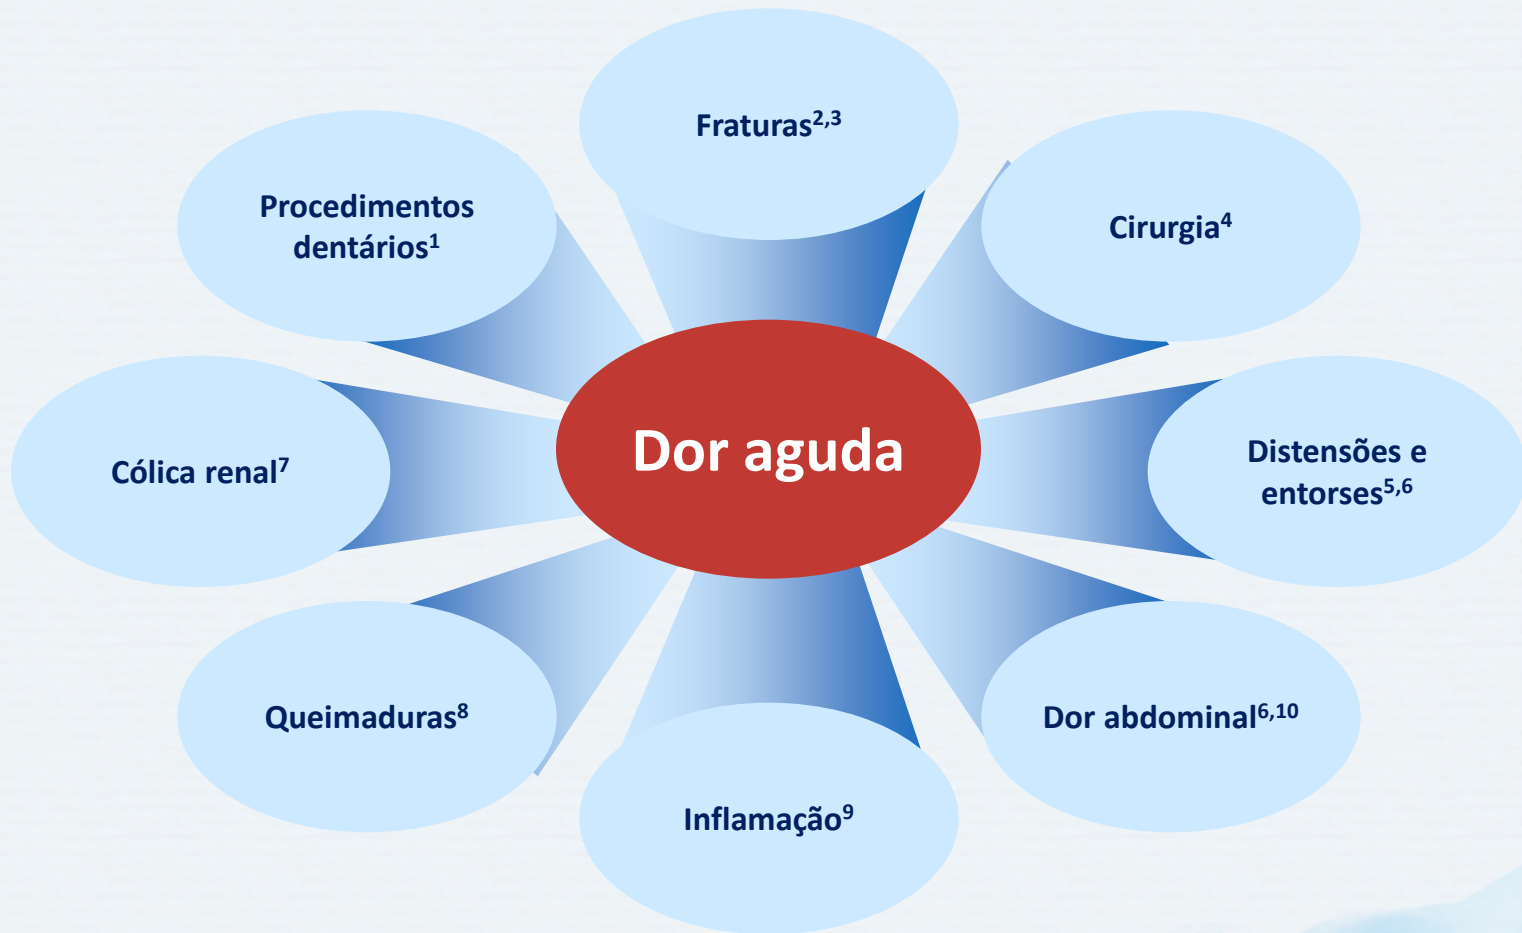 Fraturas2,3
Procedimentos
dentários1
Cirurgia4
Dor aguda
Cólica renal7
Distensões e
entorses5,6
Queimaduras8
Dor abdominal6,10
Inflamação9